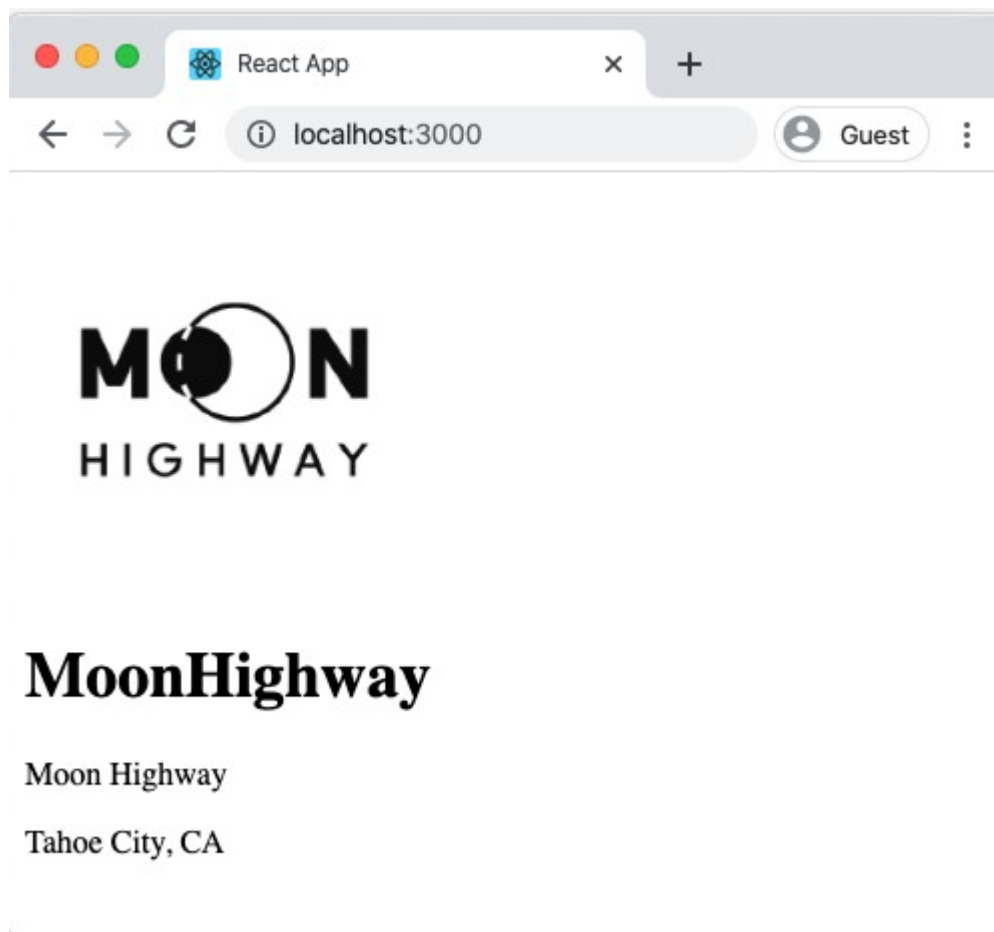 React App
localhost:3000
Guest
MOON
HIGHWAY
MoonHighway
Moon Highway
Tahoe City, CA